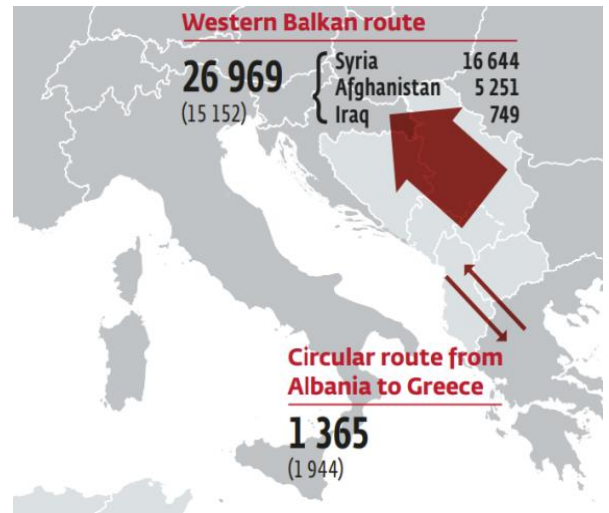 Western Balkan route
26 969
(15 152)
Syria 16 644
Afghanistan 5 251
Iraq 749
Circular route from
Albania to Greece
1 365
(1 944)